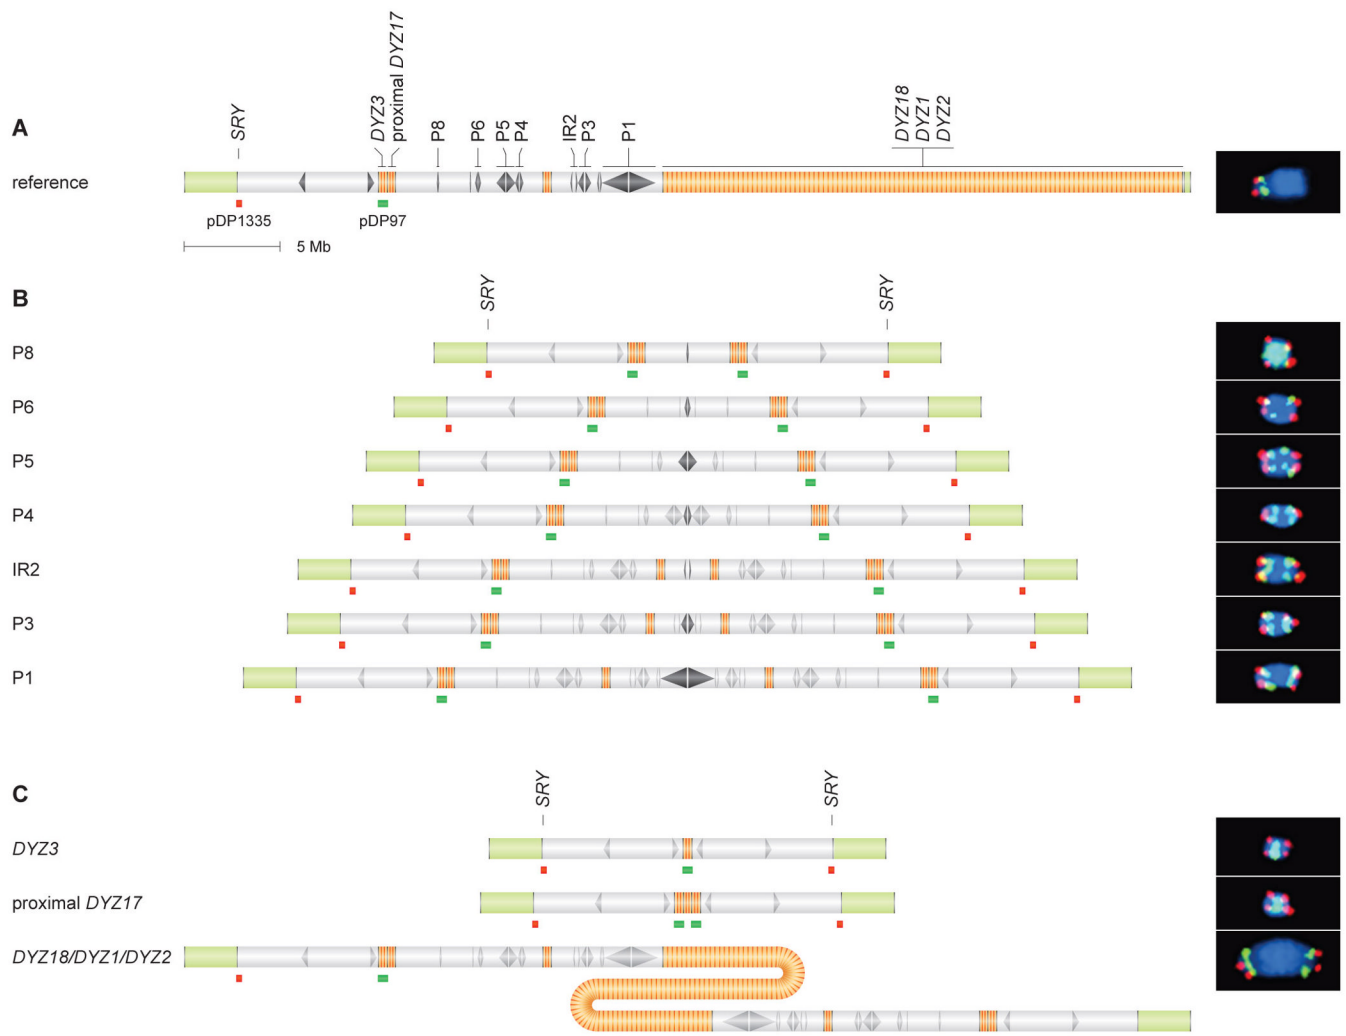 A
SRY
DYZ3
proximal DYZ17
P8
P6
P5
P4
IR2
P3
P1
DYZ18
DYZ1
DYZ2
reference
pDP1335
pDP97
5 Mb
B
SRY
SRY
P8
P6
P5
P4
IR2
P3
P1
C
SRY
SRY
DYZ3
proximal DYZ17
DYZ18/DYZ1/DYZ2